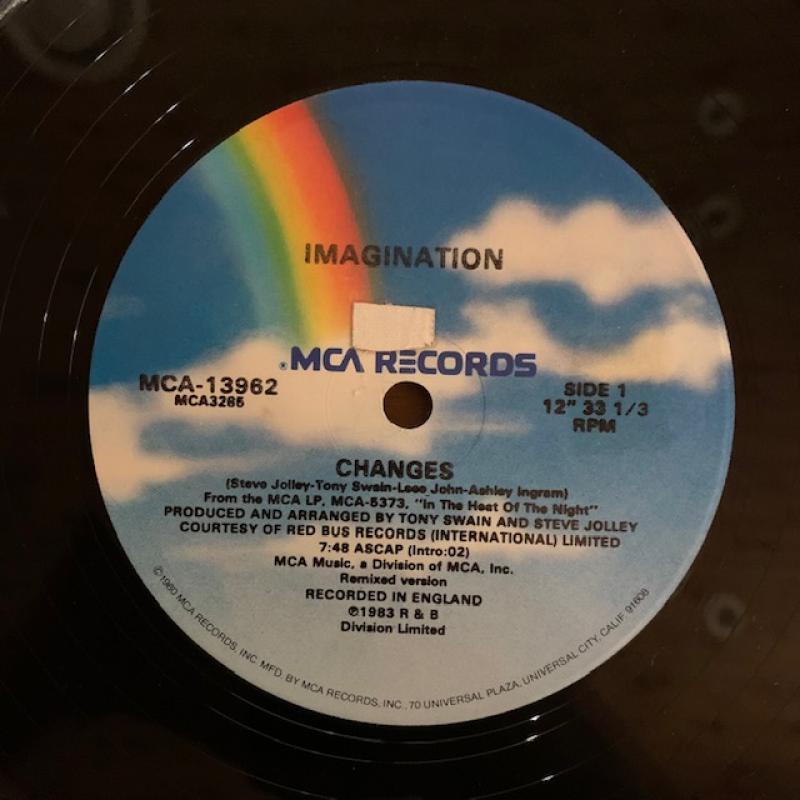 IMAGINATION
®MCA RECORDS
MCA-13962
MCA3265
SIDE 1
12" 33 1/3
RPM
CHANGES
(Steve Jolley-Tony Swain-Leee John-Ashley Ingram)
From the MCA LP, MCA-5373, "In The Heat Of The Night"
PRODUCED AND ARRANGED BY TONY SWAIN AND STEVE JOLLEY
COURTESY OF RED BUS RECORDS (INTERNATIONAL) LIMITED
7:48 ASCAP (Intro:02)
MCA Music, a Division of MCA, Inc.
Remixed version
RECORDED IN ENGLAND
℗1983 R & B
Division Limited
©1980 MCA RECORDS, INC. MFD. BY MCA RECORDS, INC., 70 UNIVERSAL PLAZA, UNIVERSAL CITY, CALIF 91608